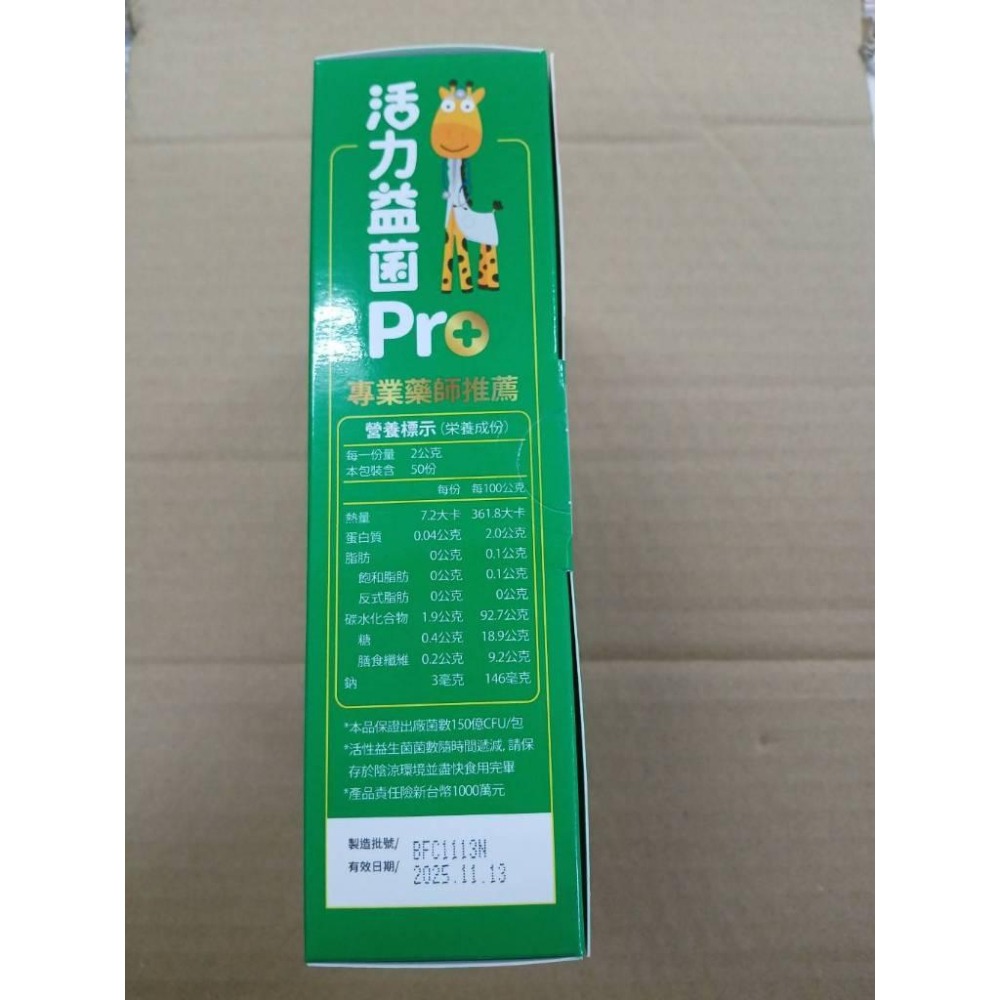 活力益菌
Pro+
專業藥師推薦
營養標示(栄養成份)
每一份量 2公克
本包裝含 50份
每份 每100公克
熱量 7.2大卡 361.8大卡
蛋白質 0.04公克 2.0公克
脂肪 0公克 0.1公克
飽和脂肪 0公克 0.1公克
反式脂肪 0公克 0公克
碳水化合物 1.9公克 92.7公克
糖 0.4公克 18.9公克
膳食纖維 0.2公克 9.2公克
鈉 3毫克 146毫克
*本品保證出廠菌數150億CFU/包
*活性益生菌菌數隨時間遞減, 請保
存於陰涼環境並盡快食用完畢
*產品責任險新台幣1000萬元
製造批號/ BFC1113N
有效日期/ 2025.11.13